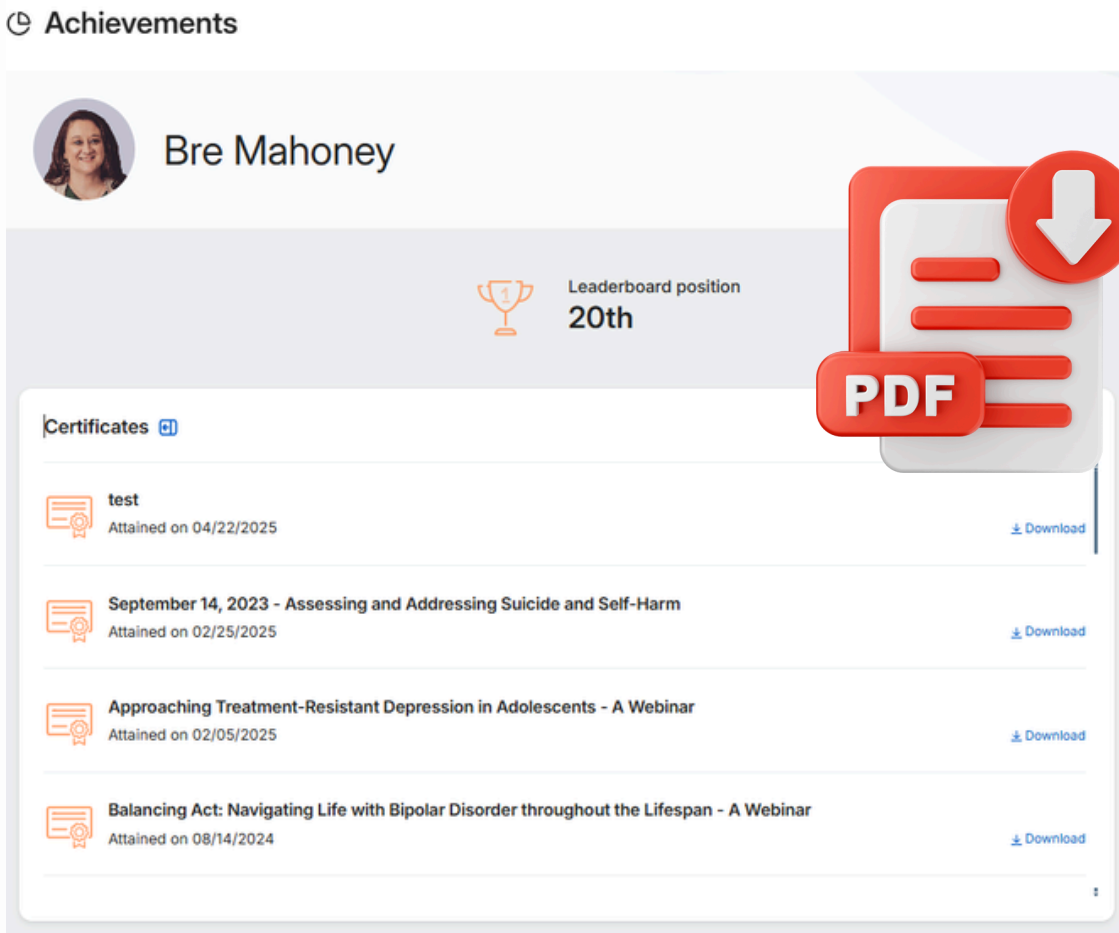 Achievements
Bre Mahoney
Leaderboard position
20th
PDF
Certificates
test
Attained on 04/22/2025
Download
September 14, 2023 - Assessing and Addressing Suicide and Self-Harm
Attained on 02/25/2025
Download
Approaching Treatment-Resistant Depression in Adolescents - A Webinar
Attained on 02/05/2025
Download
Balancing Act: Navigating Life with Bipolar Disorder throughout the Lifespan - A Webinar
Attained on 08/14/2024
Download